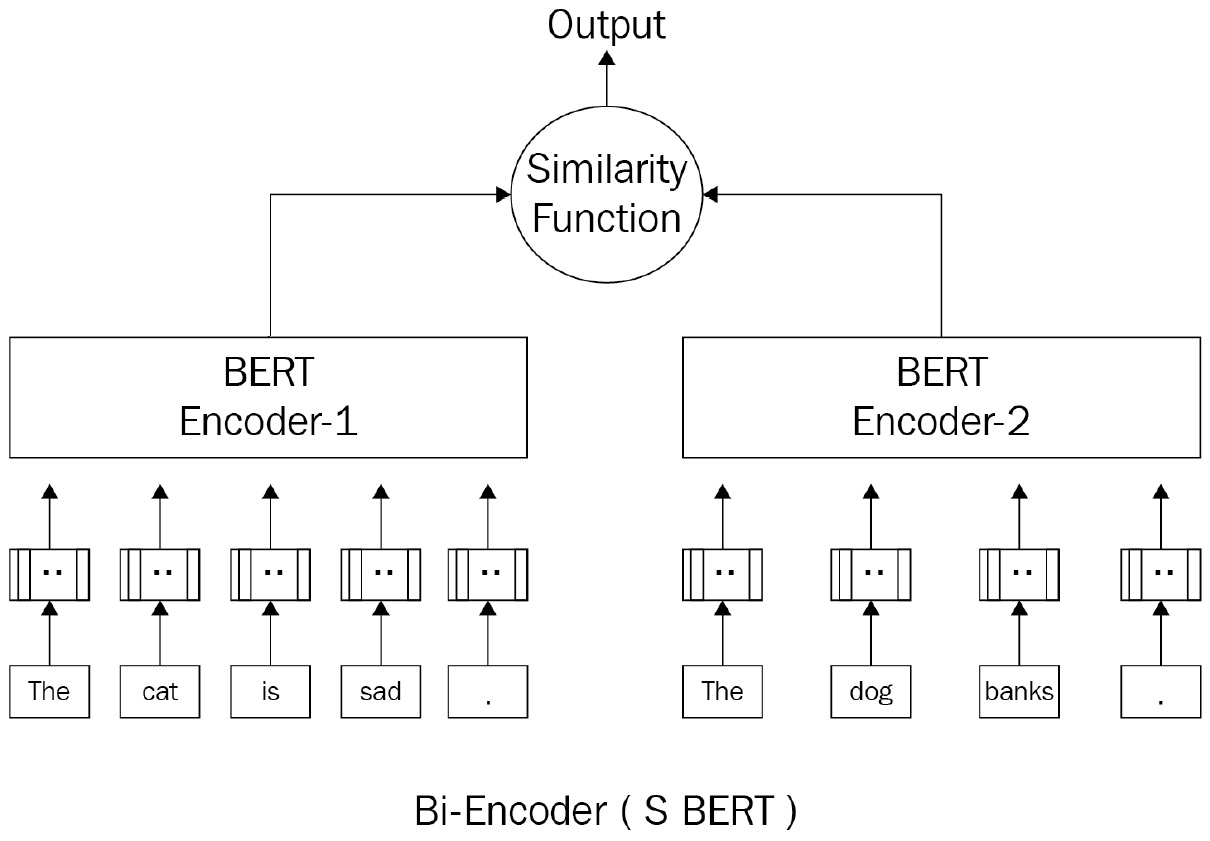 Output
Similarity
Function
BERT
Encoder-1
BERT
Encoder-2
.. .. .. .. .. .. .. .. ..
The cat is sad . The dog banks .
Bi-Encoder ( S BERT )